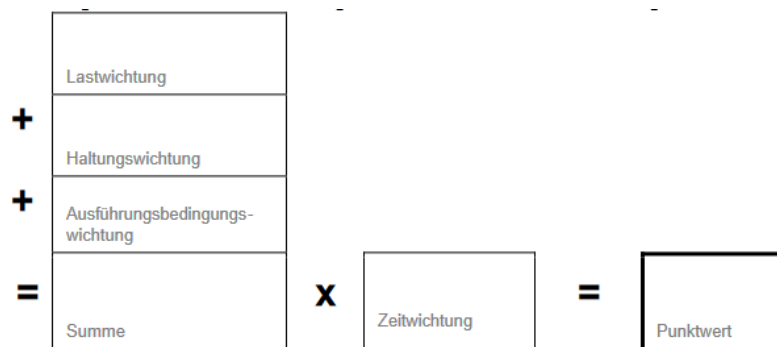 Lastwichtung
+
Haltungswichtung
+
Ausführungsbedingungs-
wichtung
=
Summe
x
Zeitwichtung
=
Punktwert